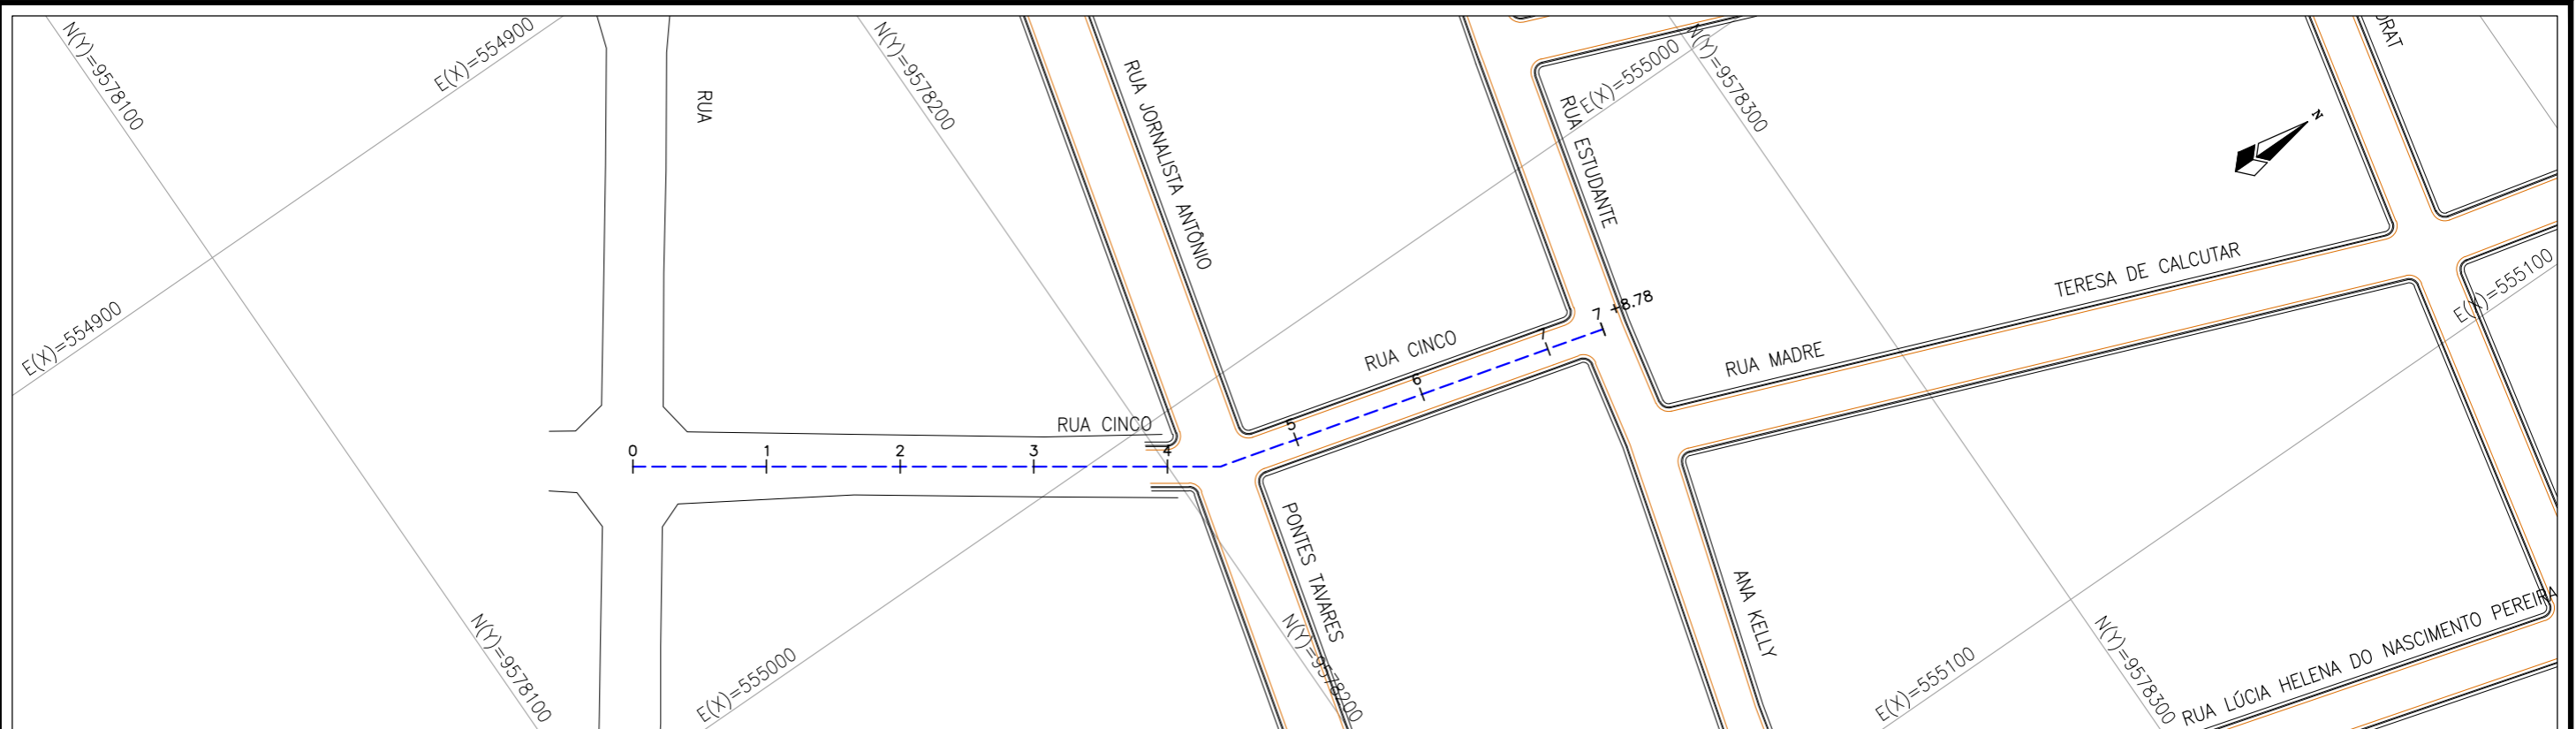 N(Y)=9578100
E(X)=554900
N(Y)=9578200
E(X)=555000
N(Y)=9578300
DRAT
RUA
RUA JORNALISTA ANTÔNIO
RUA ESTUDANTE
N
TERESA DE CALCUTAR
E(X)=555100
E(X)=554900
7 +8.78
7
RUA CINCO
RUA MADRE
6
RUA CINCO
5
0 1 2 3 4
PONTES TAVARES
ANA KELLY
N(Y)=9578100
E(X)=555000
N(Y)=9578200
E(X)=555100
N(Y)=9578300
RUA LÚCIA HELENA DO NASCIMENTO PEREIRA